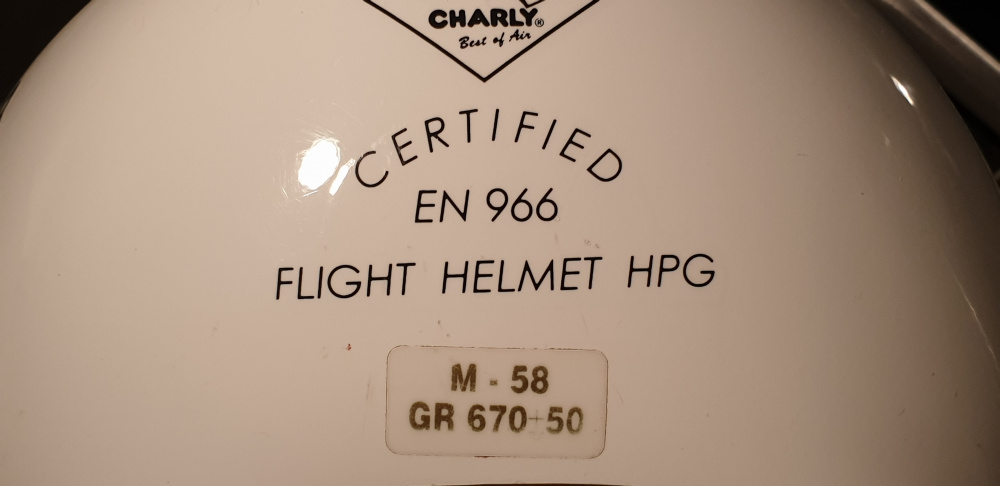 CHARLY®
Best of Air
CERTIFIED
EN 966
FLIGHT HELMET HPG
M - 58
GR 670+50